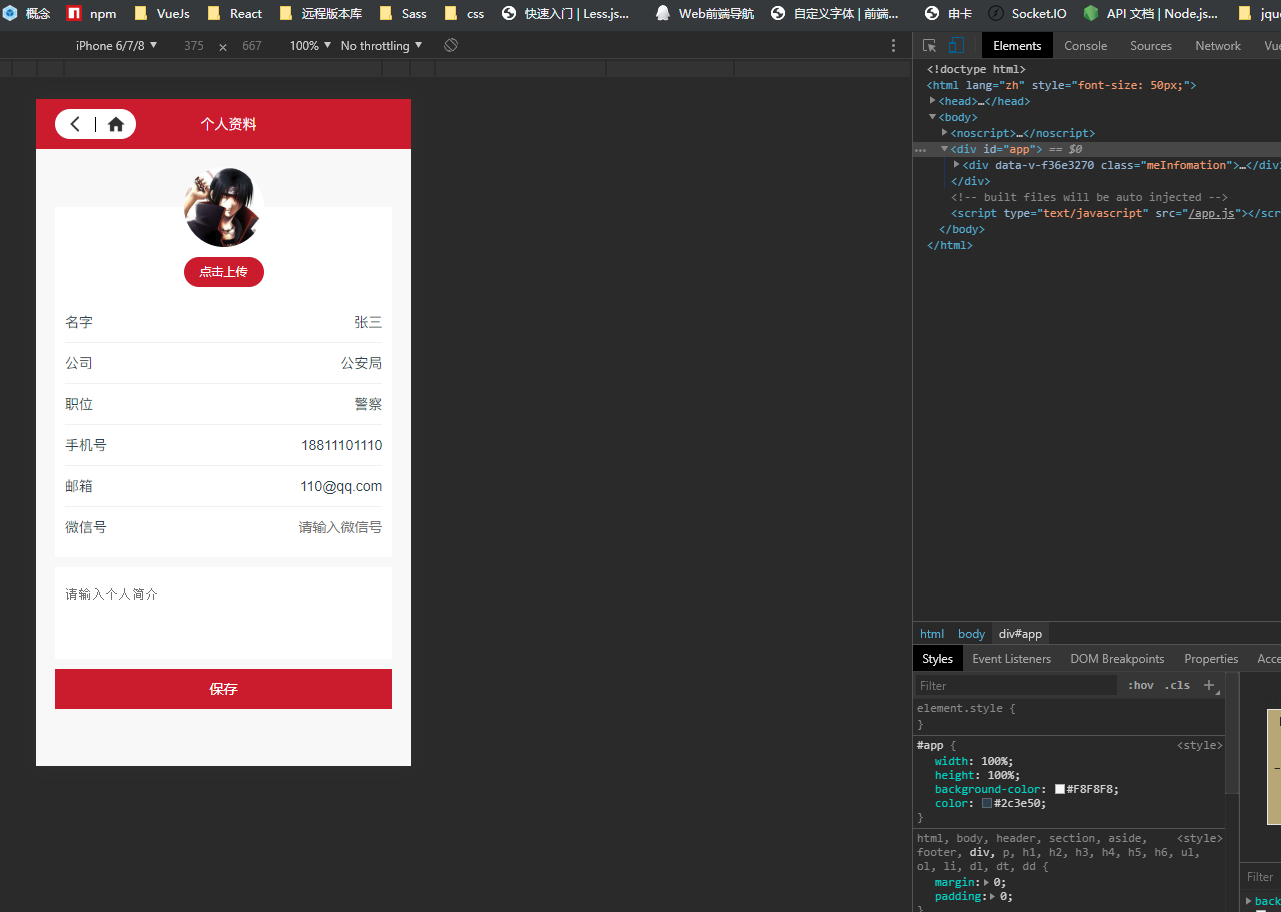 概念 npm VueJs React 远程版本库 Sass css 快速入门 | Less.js... Web前端导航 自定义字体 | 前端... 申卡 Socket.IO API 文档 | Node.js... jque
iPhone 6/7/8 ▼ 375 × 667 100% ▼ No throttling ▼
Elements Console Sources Network Vue
个人资料
点击上传
名字 张三
公司 公安局
职位 警察
手机号 18811101110
邮箱 110@qq.com
微信号 请输入微信号
请输入个人简介
保存
<!doctype html>
<html lang="zh" style="font-size: 50px;">
<head>…</head>
<body>
<noscript>…</noscript>
<div id="app"> == $0
<div data-v-f36e3270 class="meInfomation">…</div>
</div>
<!-- built files will be auto injected -->
<script type="text/javascript" src="/app.js"></scr
</body>
</html>
html body div#app
Styles Event Listeners DOM Breakpoints Properties Acce
Filter :hov .cls +
element.style {
}
#app { <style>
width: 100%;
height: 100%;
background-color: #F8F8F8;
color: #2c3e50;
}
html, body, header, section, aside, <style>
footer, div, p, h1, h2, h3, h4, h5, h6, ul,
ol, li, dl, dt, dd {
margin: 0;
padding: 0;
}
Filter
back